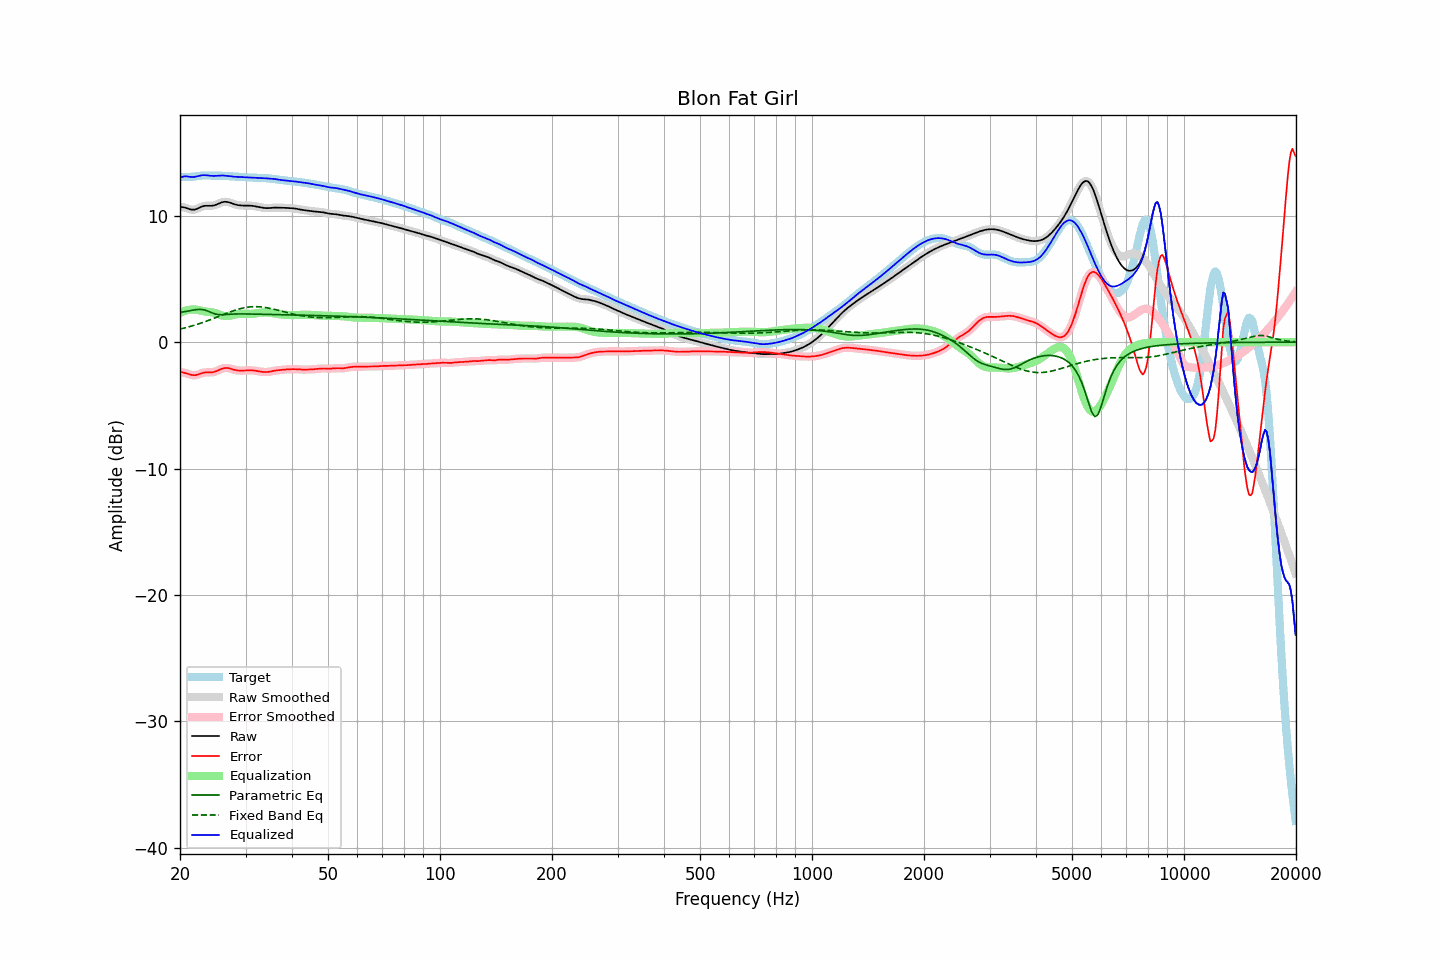 Blon Fat Girl
10
0
−10
−20
−30
−40
Amplitude (dBr)
Target
Raw Smoothed
Error Smoothed
Raw
Error
Equalization
Parametric Eq
Fixed Band Eq
Equalized
20 50 100 200 500 1000 2000 5000 10000 20000
Frequency (Hz)